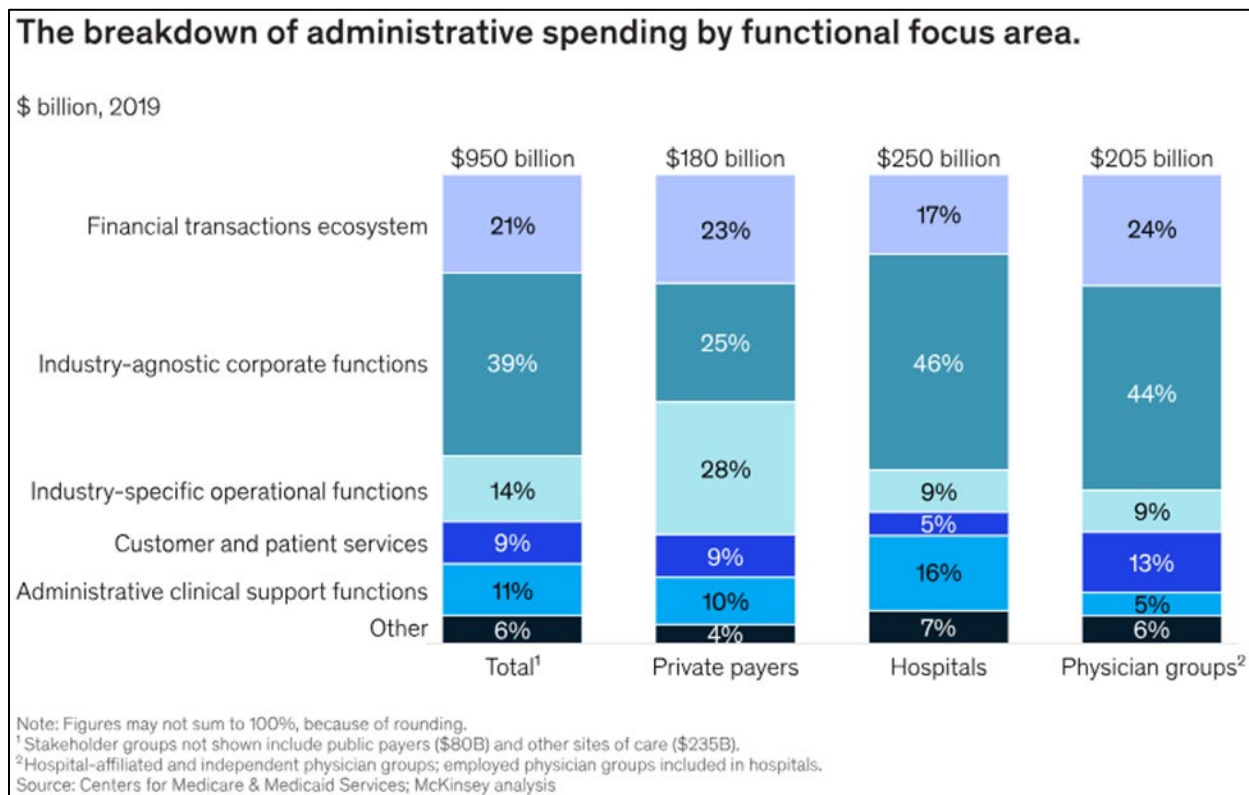 The breakdown of administrative spending by functional focus area.
$ billion, 2019
$950 billion $180 billion $250 billion $205 billion
Financial transactions ecosystem 21% 23% 17% 24%
Industry-agnostic corporate functions 39% 25% 46% 44%
Industry-specific operational functions 14% 28% 9% 9%
Customer and patient services 9% 9% 5% 13%
Administrative clinical support functions 11% 10% 16% 5%
Other 6% 4% 7% 6%
Total¹ Private payers Hospitals Physician groups²
Note: Figures may not sum to 100%, because of rounding.
¹Stakeholder groups not shown include public payers ($80B) and other sites of care ($235B).
²Hospital-affiliated and independent physician groups; employed physician groups included in hospitals.
Source: Centers for Medicare & Medicaid Services; McKinsey analysis